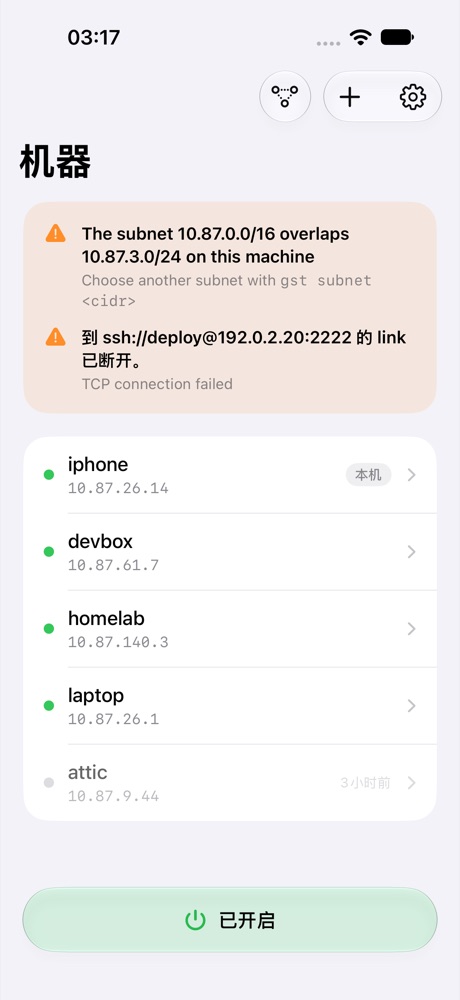 03:17
机器
The subnet 10.87.0.0/16 overlaps
10.87.3.0/24 on this machine
Choose another subnet with gst subnet
<cidr>
到 ssh://deploy@192.0.2.20:2222 的 link
已断开。
TCP connection failed
iphone
10.87.26.14
本机
devbox
10.87.61.7
homelab
10.87.140.3
laptop
10.87.26.1
attic
10.87.9.44
3小时前
已开启